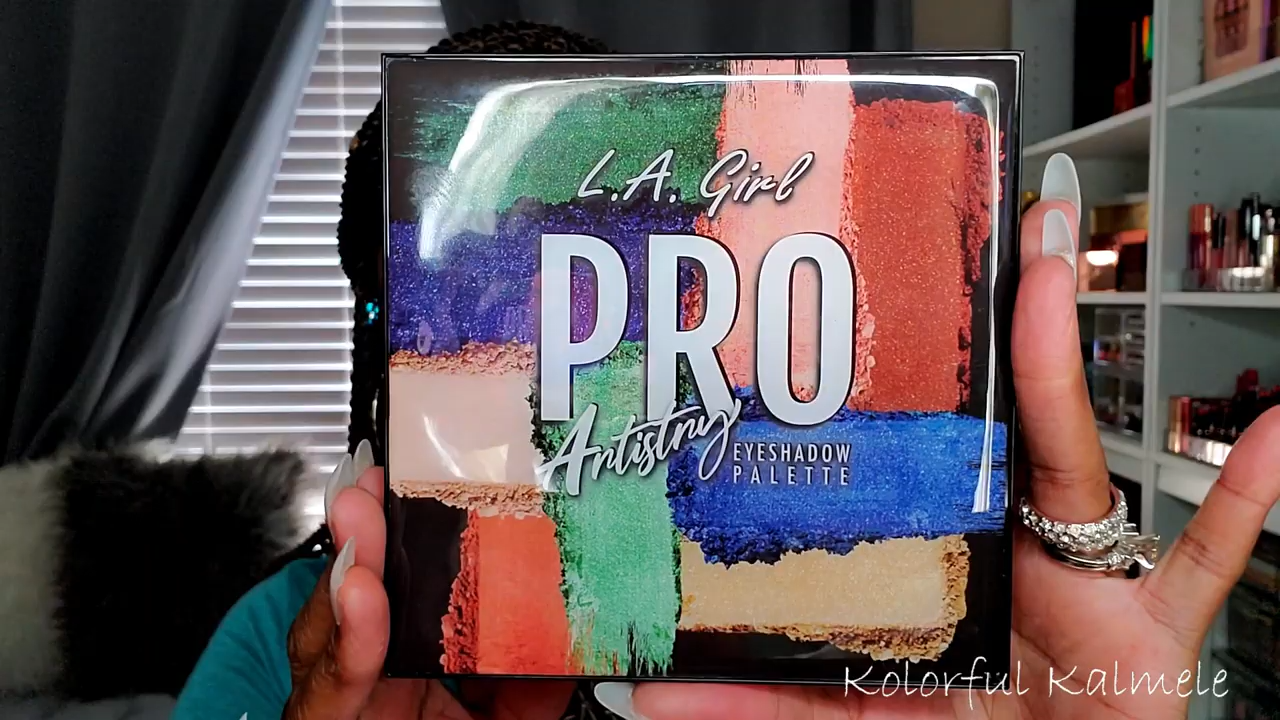 L.A. Girl
PRO
Artistry
EYESHADOW
PALETTE
Kolorful Kalmele